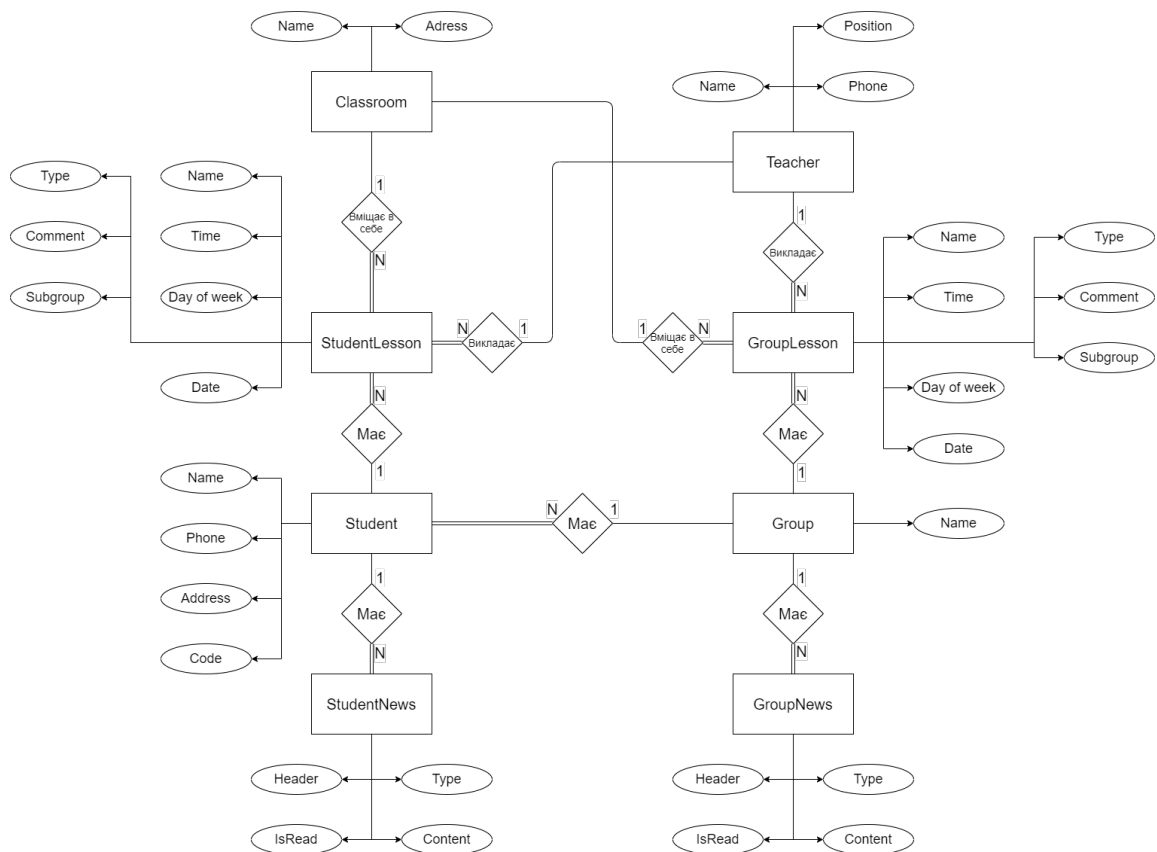 Name
Adress
Position
Name
Phone
Classroom
Teacher
Type
Name
1
1
Вміщає в
себе
Comment
Time
Викладає
Name
Type
N
N
Subgroup
Day of week
Time
Comment
StudentLesson
N
Викладає
1
1
Вміщає в
себе
N
GroupLesson
Subgroup
Date
N
N
Day of week
Має
Має
Date
Name
1
1
Student
N
Має
1
Group
Name
Phone
1
1
Address
Має
Має
Code
N
N
StudentNews
GroupNews
Header
Type
Header
Type
IsRead
Content
IsRead
Content